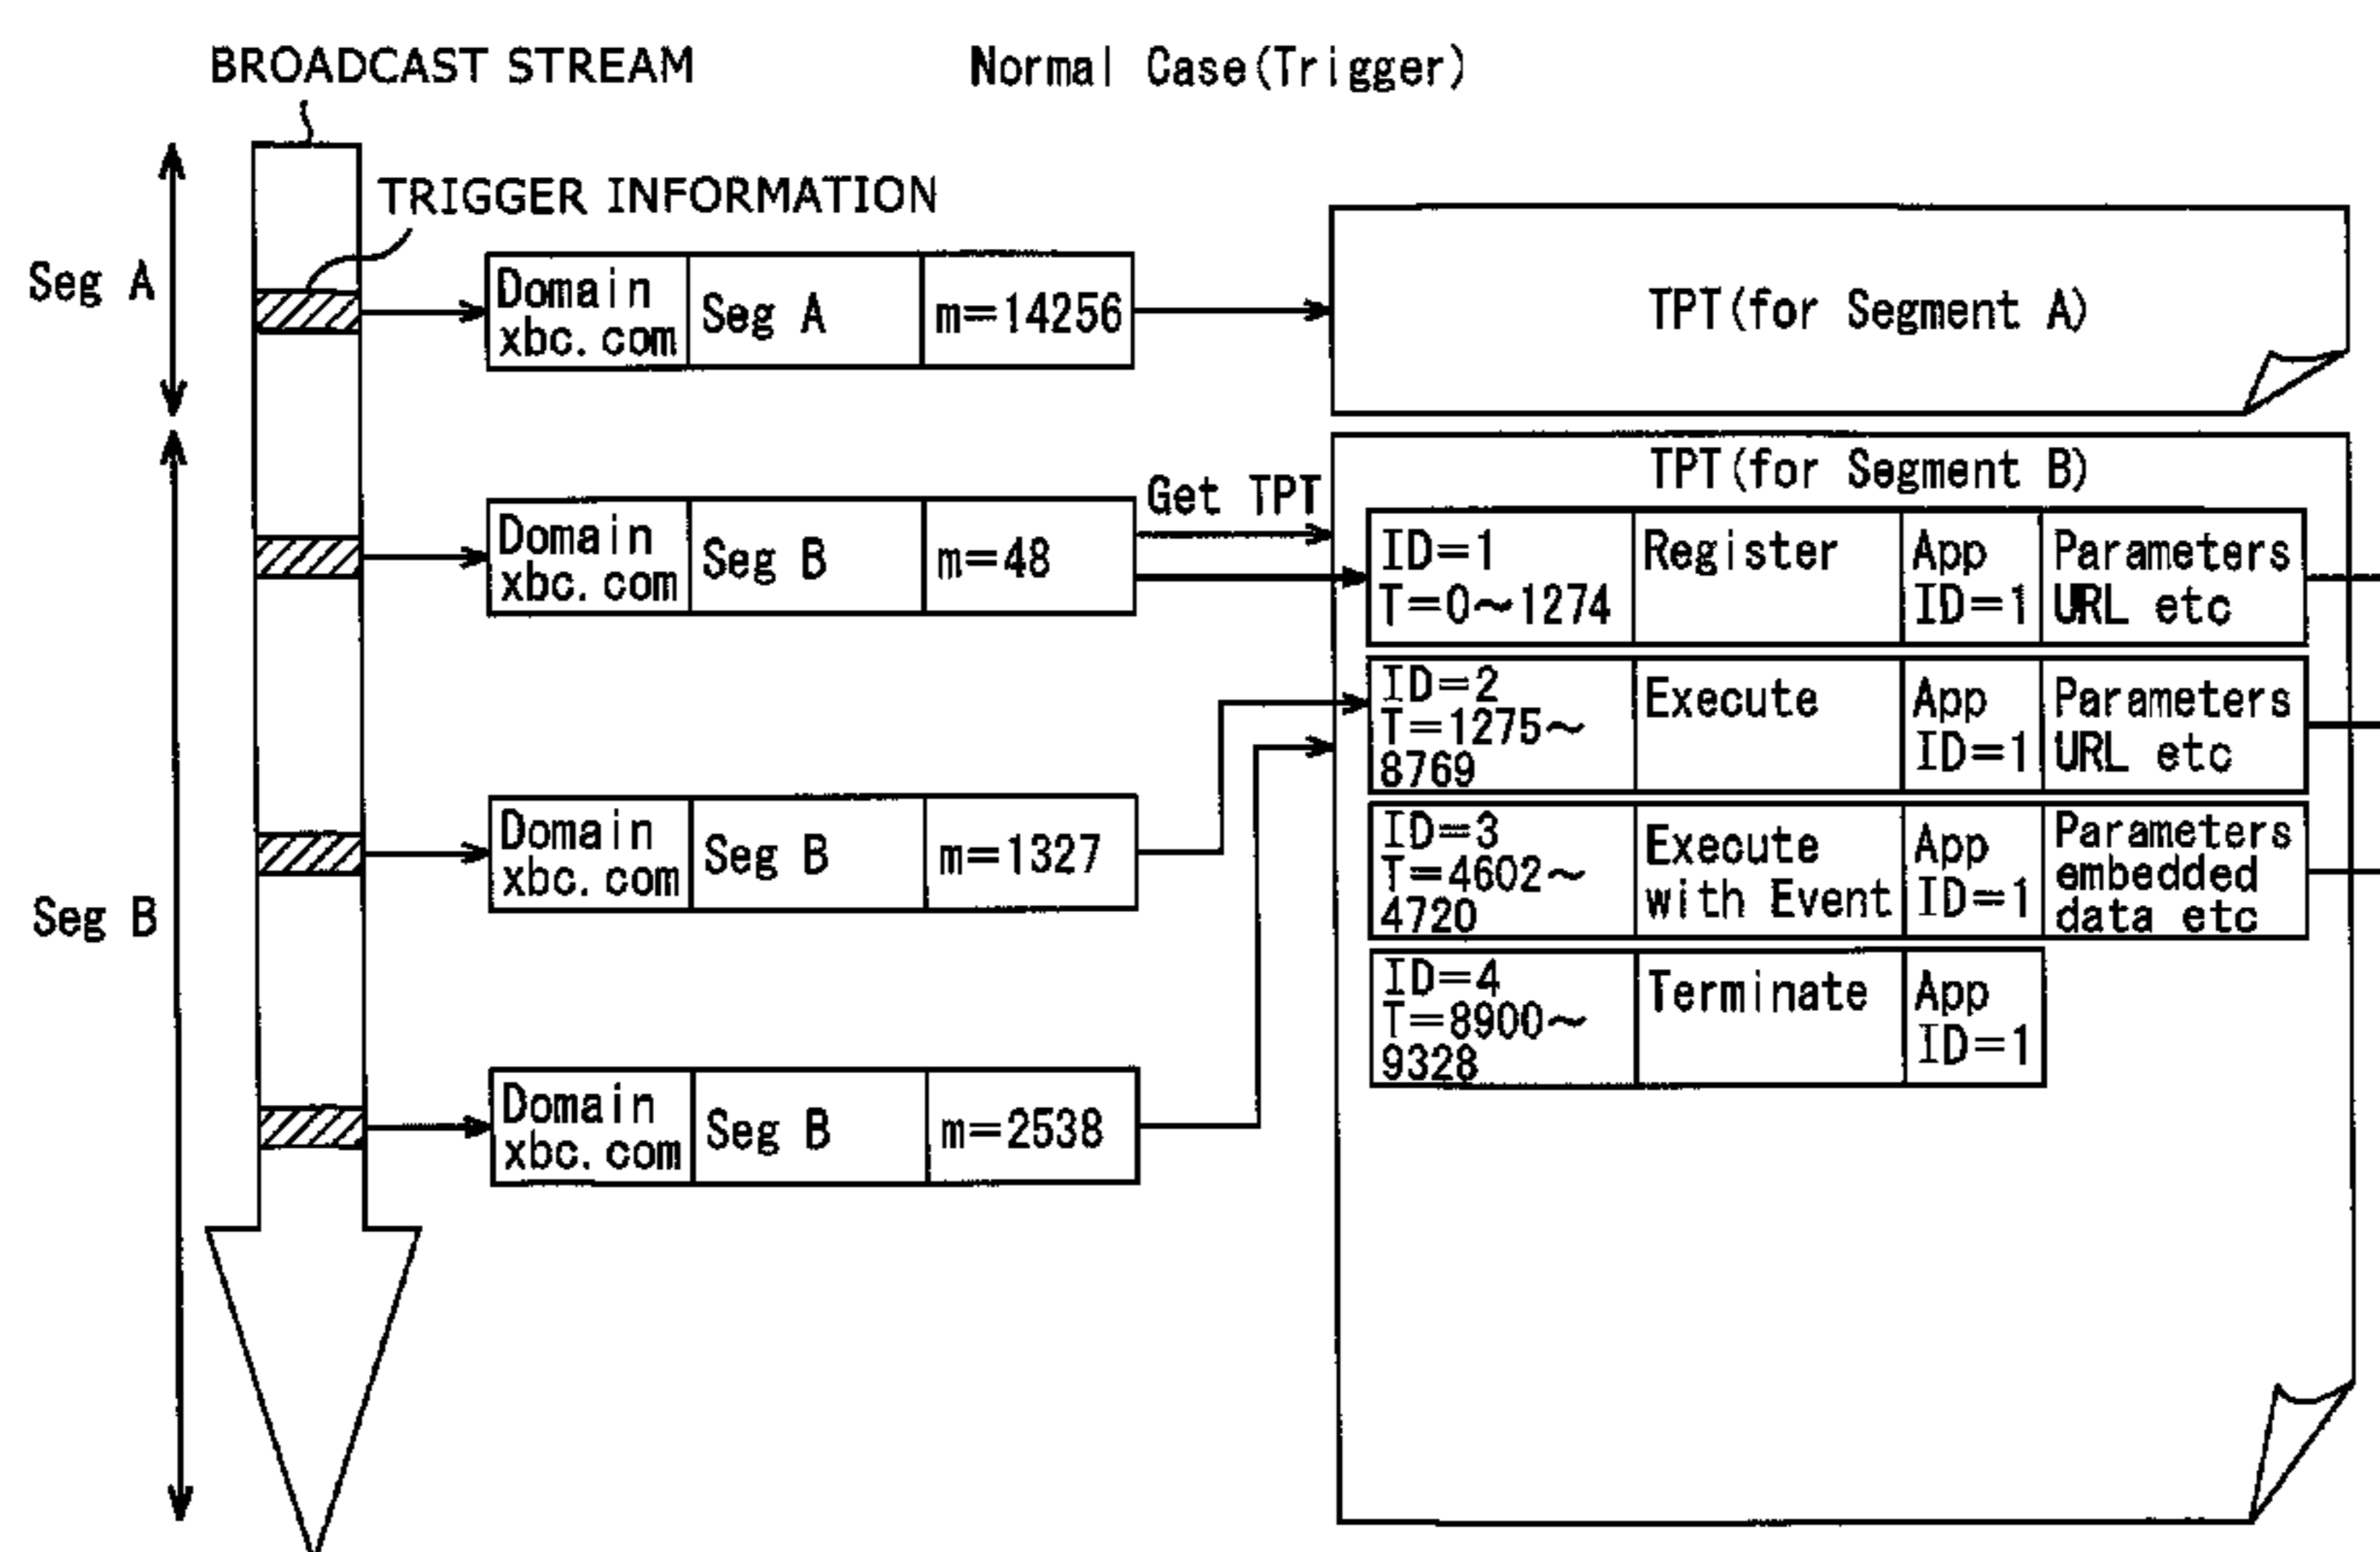 BROADCAST STREAM
Normal Case(Trigger)
TRIGGER INFORMATION
Seg A
Domain
xbc.com
Seg A
m=14256
TPT(for Segment A)
Seg B
Domain
xbc.com
Seg B
m=48
Get TPT
Domain
xbc.com
Seg B
m=1327
Domain
xbc.com
Seg B
m=2538
TPT(for Segment B)
ID=1
T=0~1274
Register
App
ID=1
Parameters
URL etc
ID=2
T=1275~
8769
Execute
App
ID=1
Parameters
URL etc
ID=3
T=4602~
4720
Execute
with Event
App
ID=1
Parameters
embedded
data etc
ID=4
T=8900~
9328
Terminate
App
ID=1